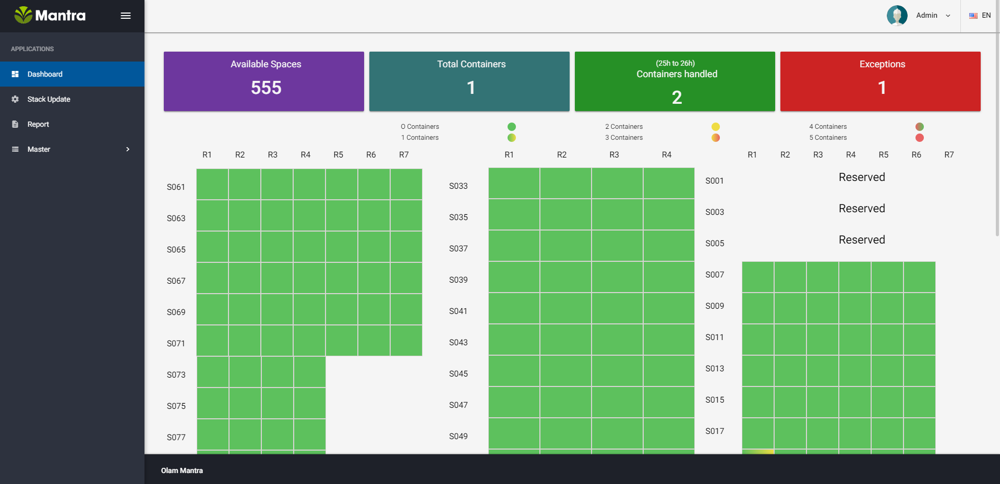 Mantra
Admin
EN
APPLICATIONS
Dashboard
Stack Update
Report
Master
Available Spaces
555
Total Containers
1
(25h to 26h)
Containers handled
2
Exceptions
1
0 Containers
2 Containers
4 Containers
1 Containers
3 Containers
5 Containers
R1 R2 R3 R4 R5 R6 R7
S061
S063
S065
S067
S069
S071
S073
S075
S077
R1 R2 R3 R4
S033
S035
S037
S039
S041
S043
S045
S047
S049
R1 R2 R3 R4 R5 R6 R7
S001 Reserved
S003 Reserved
S005 Reserved
S007
S009
S011
S013
S015
S017
Olam Mantra